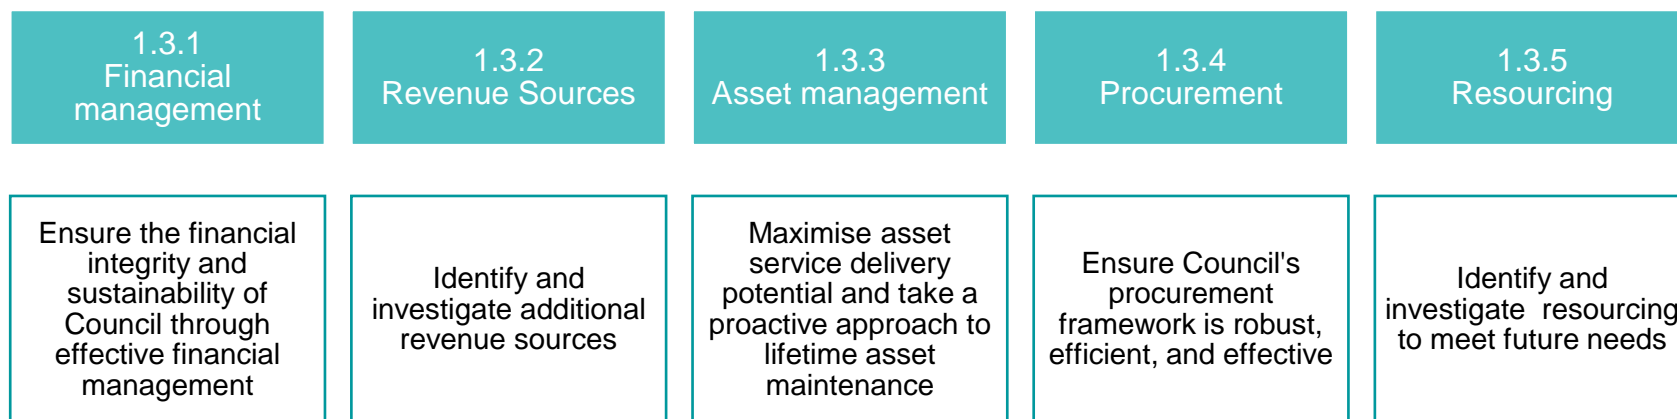 1.3.1
Financial
management
1.3.2
Revenue Sources
1.3.3
Asset management
1.3.4
Procurement
1.3.5
Resourcing
Ensure the financial
integrity and
sustainability of
Council through
effective financial
management
Identify and
investigate additional
revenue sources
Maximise asset
service delivery
potential and take a
proactive approach to
lifetime asset
maintenance
Ensure Council's
procurement
framework is robust,
efficient, and effective
Identify and
investigate  resourcing
to meet future needs